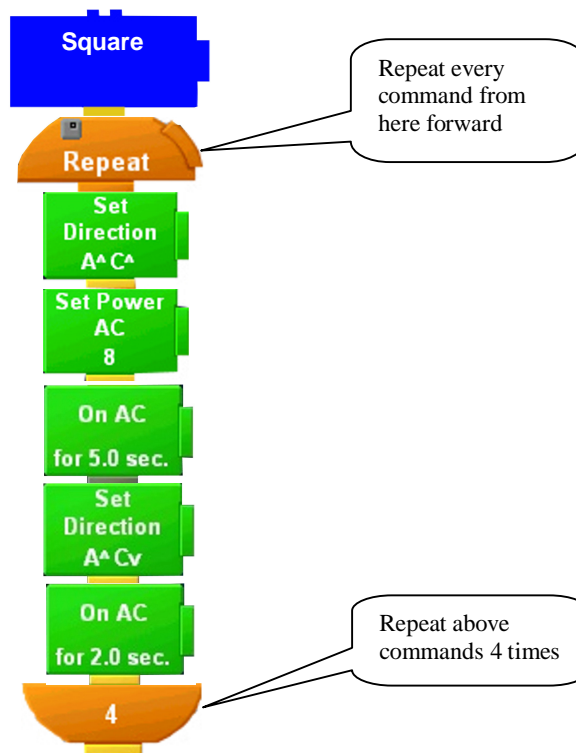 Square
Repeat every
command from
here forward
Repeat
Set
Direction
A^ C^
Set Power
AC
8
On AC
for 5.0 sec.
Set
Direction
A^ Cv
On AC
for 2.0 sec.
Repeat above
commands 4 times
4